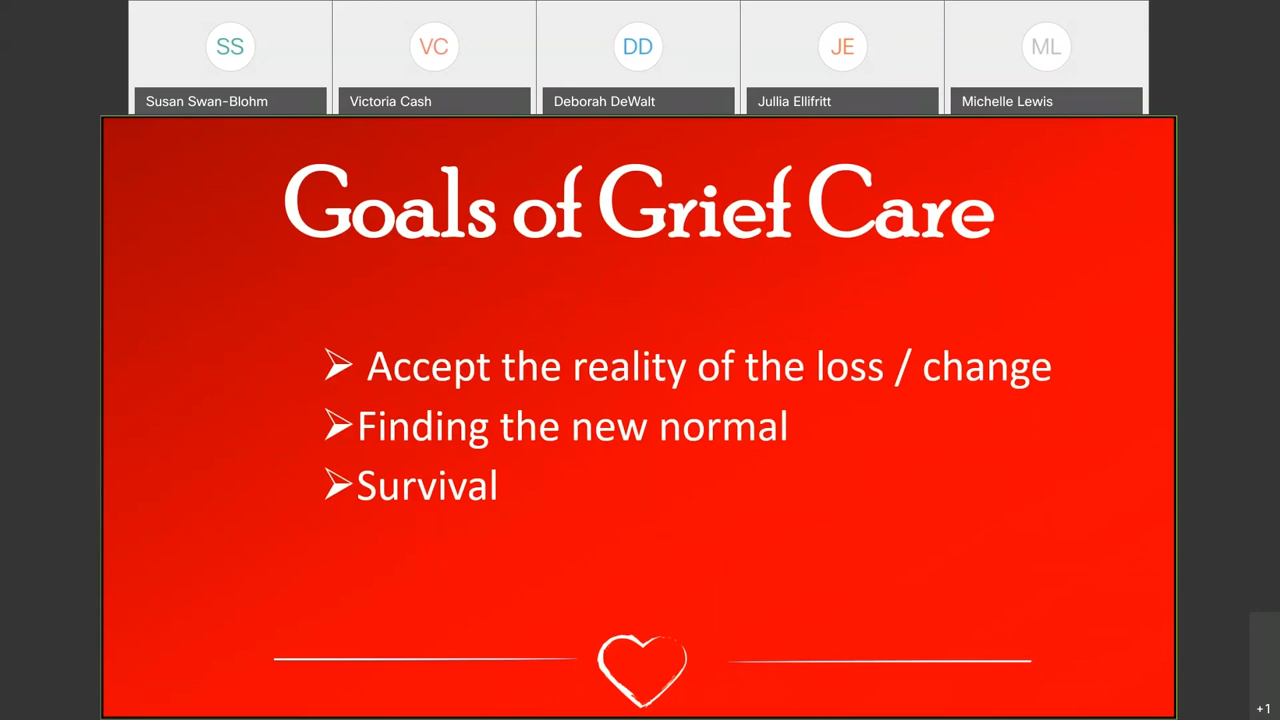 SS
VC
DD
JE
ML
Susan Swan-Blohm
Victoria Cash
Deborah DeWalt
Jullia Ellifritt
Michelle Lewis
Goals of Grief Care
Accept the reality of the loss / change
Finding the new normal
Survival
+1